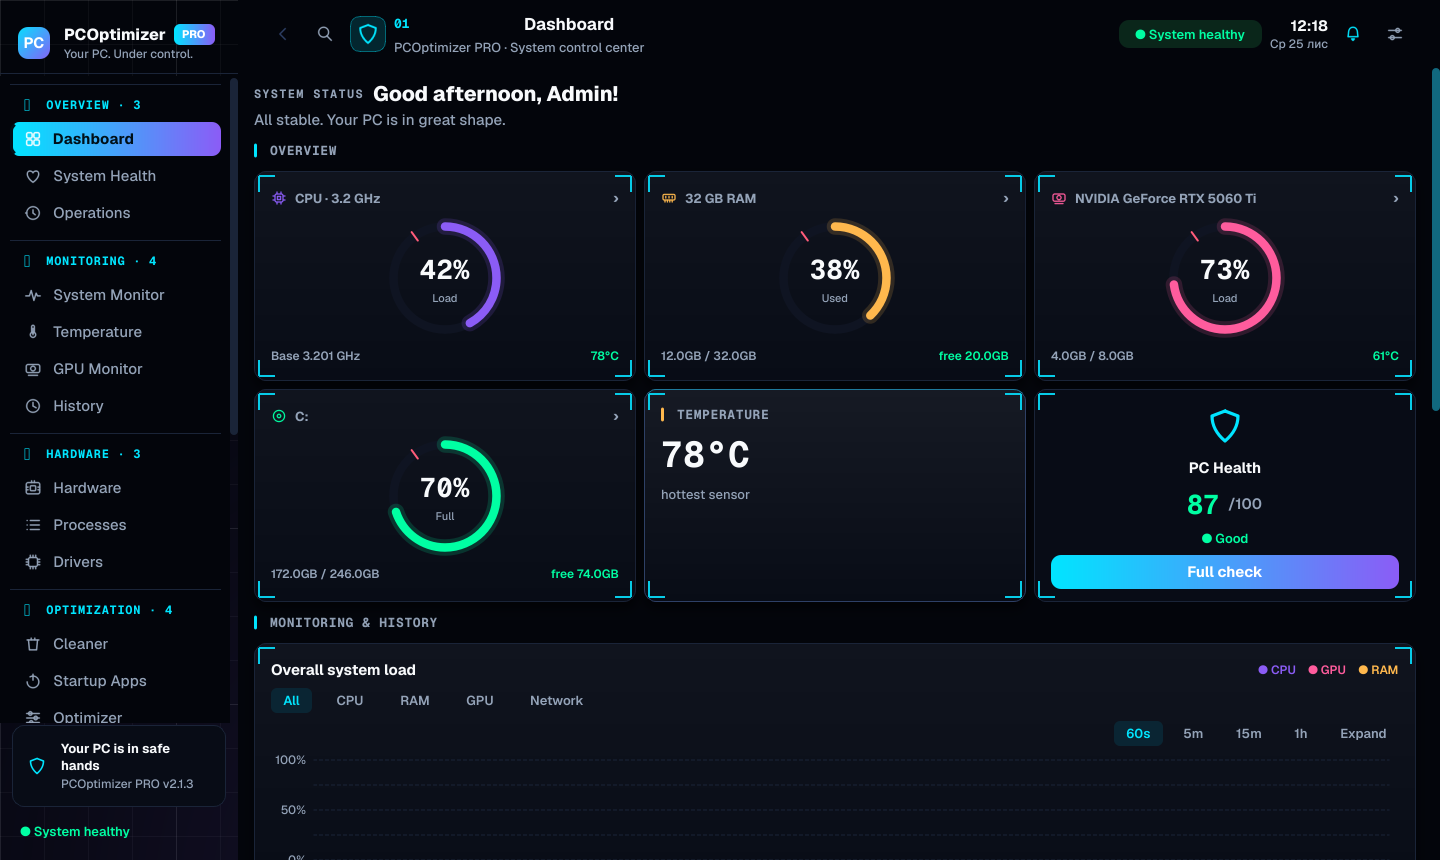 PC
PCOptimizer PRO
Your PC. Under control.
OVERVIEW · 3
Dashboard
System Health
Operations
MONITORING · 4
System Monitor
Temperature
GPU Monitor
History
HARDWARE · 3
Hardware
Processes
Drivers
OPTIMIZATION · 4
Cleaner
Startup Apps
Optimizer
Your PC is in safe
hands
PCOptimizer PRO v2.1.3
System healthy
01
Dashboard
PCOptimizer PRO · System control center
System healthy
12:18
Ср 25 лис
SYSTEM STATUS Good afternoon, Admin!
All stable. Your PC is in great shape.
OVERVIEW
CPU · 3.2 GHz
42%
Load
Base 3.201 GHz
78°C
32 GB RAM
38%
Used
12.0GB / 32.0GB
free 20.0GB
NVIDIA GeForce RTX 5060 Ti
73%
Load
4.0GB / 8.0GB
61°C
C:
70%
Full
172.0GB / 246.0GB
free 74.0GB
TEMPERATURE
78°C
hottest sensor
PC Health
87 /100
Good
Full check
MONITORING & HISTORY
Overall system load
CPU GPU RAM
All CPU RAM GPU Network
60s 5m 15m 1h Expand
100%
50%
0%